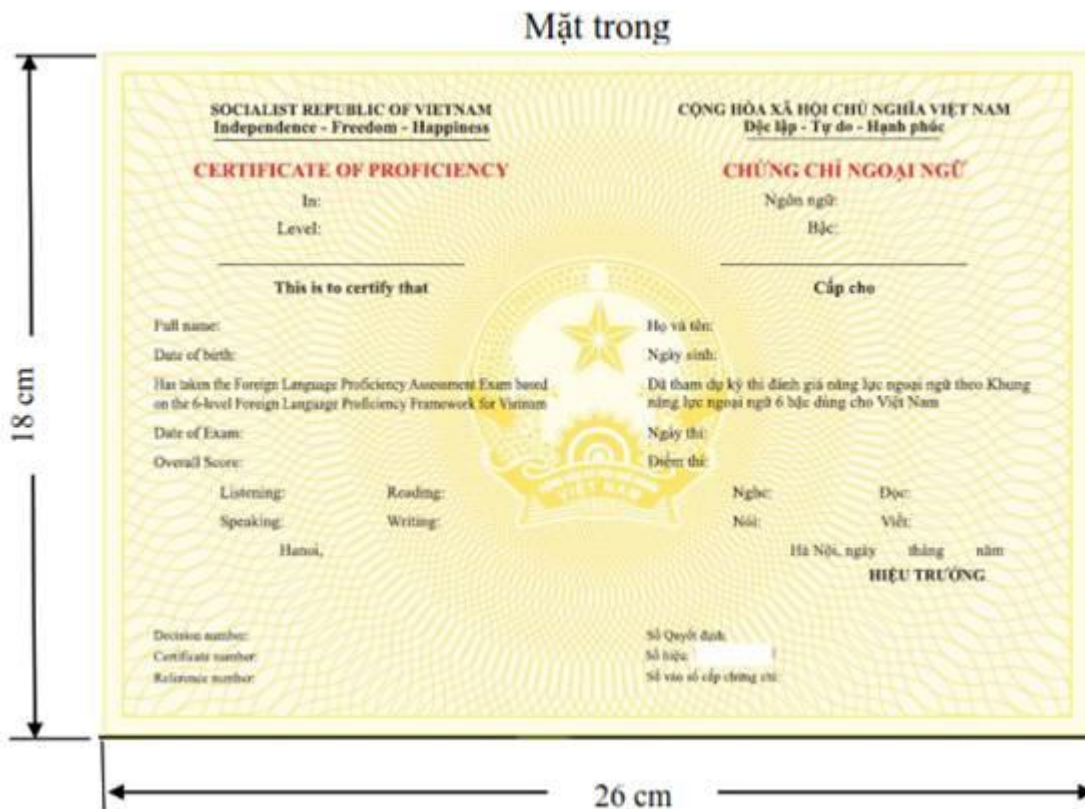 Mặt trong
18 cm
SOCIALIST REPUBLIC OF VIETNAM
Independence - Freedom - Happiness
CERTIFICATE OF PROFICIENCY
In:
Level:
This is to certify that
Full name:
Date of birth:
Has taken the Foreign Language Proficiency Assessment Exam based
on the 6-level Foreign Language Proficiency Framework for Vietnam
Date of Exam:
Overall Score:
Listening: Reading:
Speaking: Writing:
Hanoi,
Decision number:
Certificate number:
Reference number:
CỘNG HÒA XÃ HỘI CHỦ NGHĨA VIỆT NAM
Độc lập - Tự do - Hạnh phúc
CHỨNG CHỈ NGOẠI NGỮ
Ngôn ngữ:
Bậc:
Cấp cho
Họ và tên:
Ngày sinh:
Đã tham dự kỳ thi đánh giá năng lực ngoại ngữ theo Khung
năng lực ngoại ngữ 6 bậc dùng cho Việt Nam
Ngày thi:
Điểm thi:
Nghe: Đọc:
Nói: Viết:
Hà Nội, ngày tháng năm
HIỆU TRƯỞNG
Số Quyết định:
Số hiệu:
Số vào sổ cấp chứng chỉ:
VIỆT NAM
26 cm